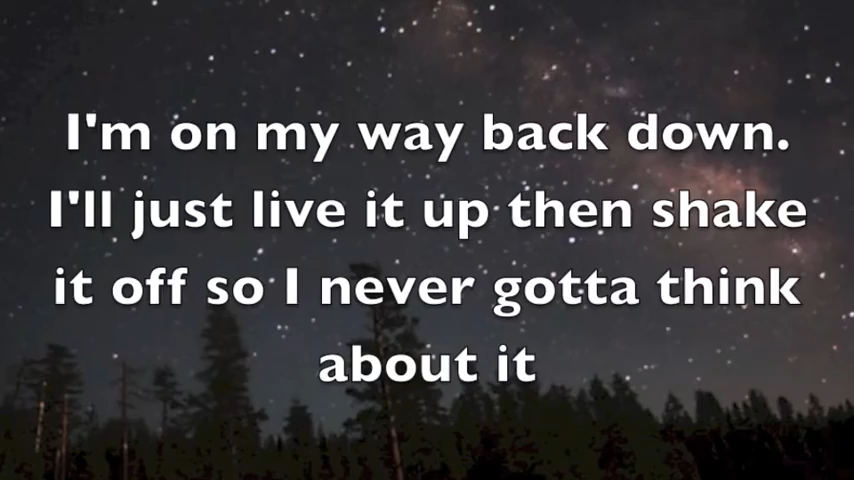 I'm on my way back down.
I'll just live it up then shake
it off so I never gotta think
about it